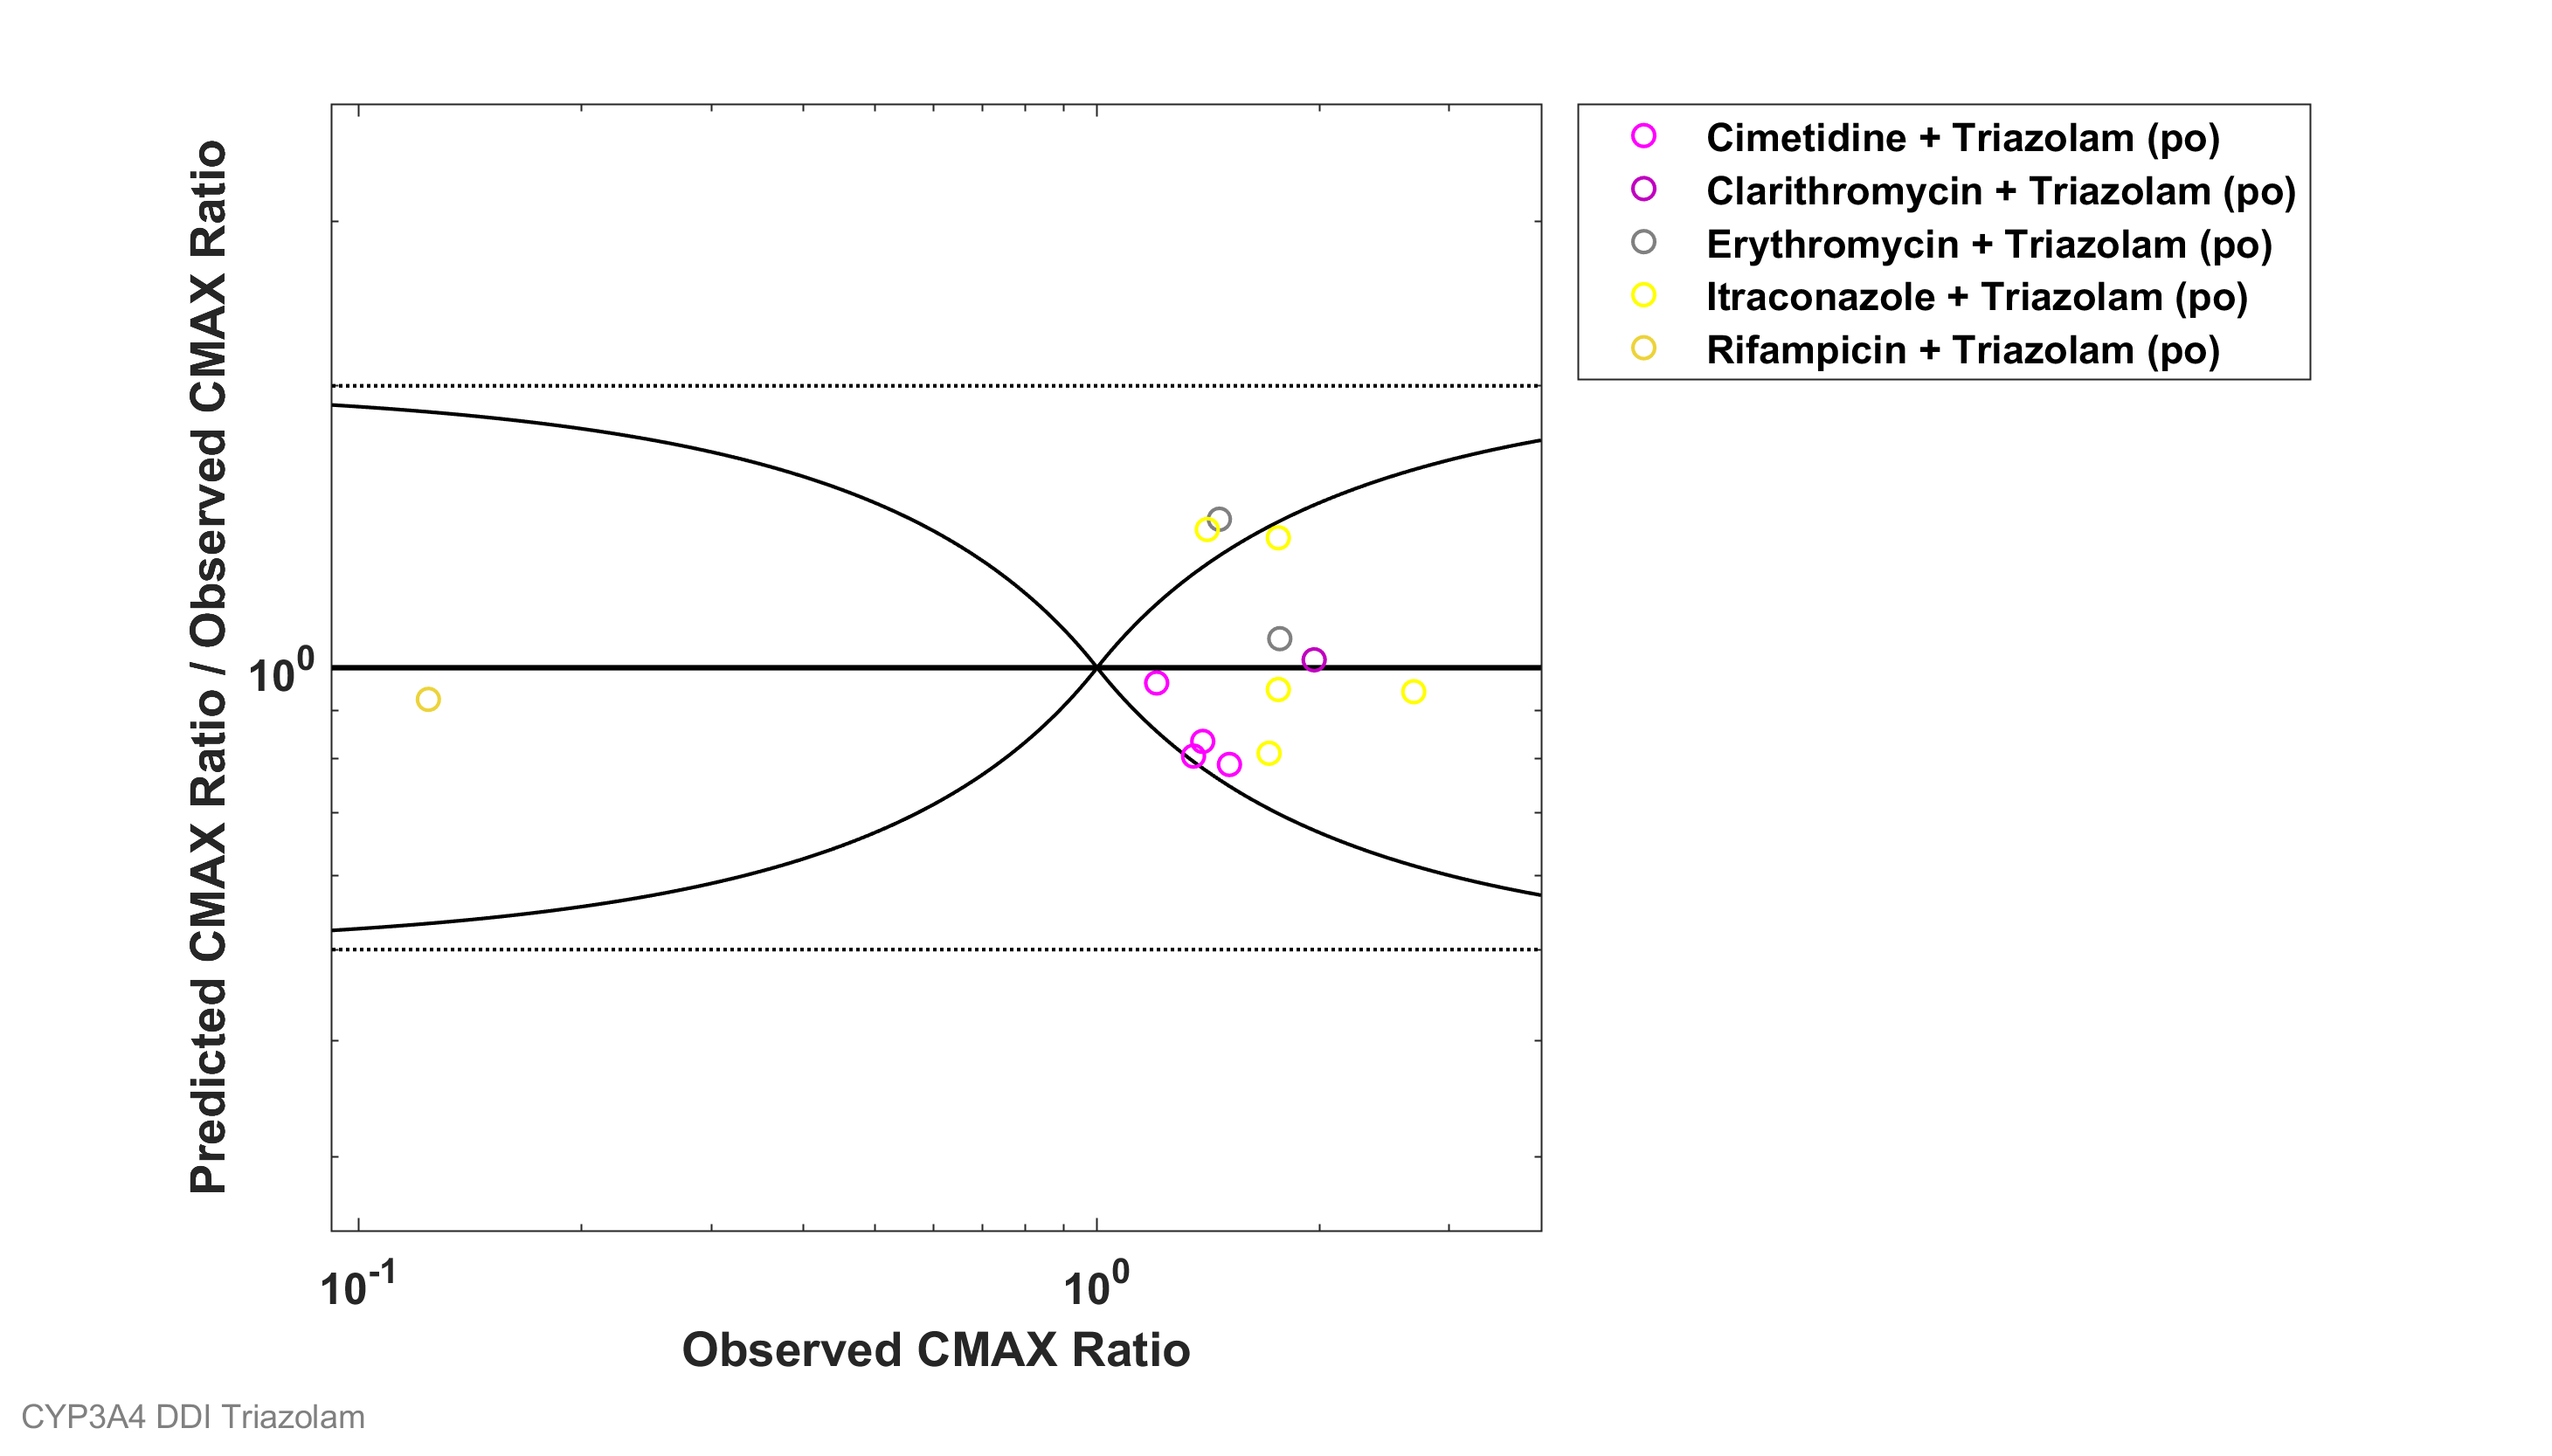 Predicted CMAX Ratio / Observed CMAX Ratio
10^0
Cimetidine + Triazolam (po)
Clarithromycin + Triazolam (po)
Erythromycin + Triazolam (po)
Itraconazole + Triazolam (po)
Rifampicin + Triazolam (po)
10^-1
10^0
Observed CMAX Ratio
CYP3A4 DDI Triazolam